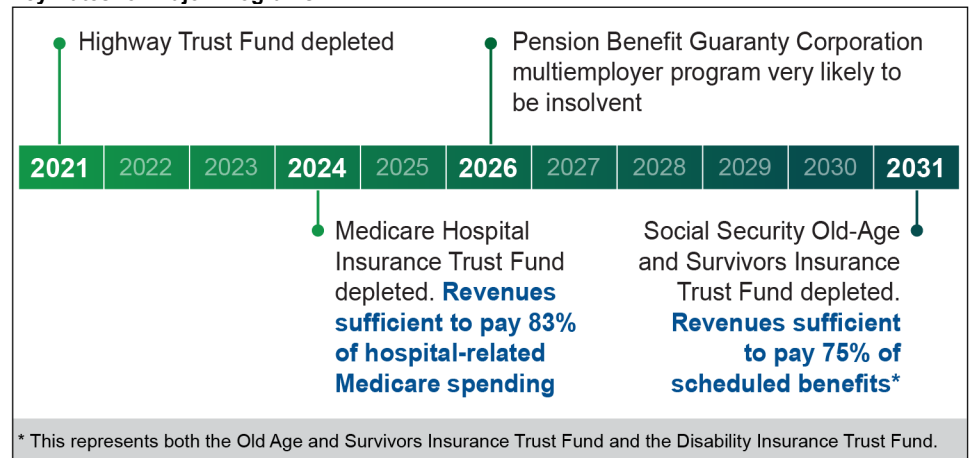 Highway Trust Fund depleted
Pension Benefit Guaranty Corporation
multiemployer program very likely to
be insolvent
2021 2022 2023 2024 2025 2026 2027 2028 2029 2030 2031
Medicare Hospital
Insurance Trust Fund
depleted. Revenues
sufficient to pay 83%
of hospital-related
Medicare spending
Social Security Old-Age
and Survivors Insurance
Trust Fund depleted.
Revenues sufficient
to pay 75% of
scheduled benefits*
* This represents both the Old Age and Survivors Insurance Trust Fund and the Disability Insurance Trust Fund.